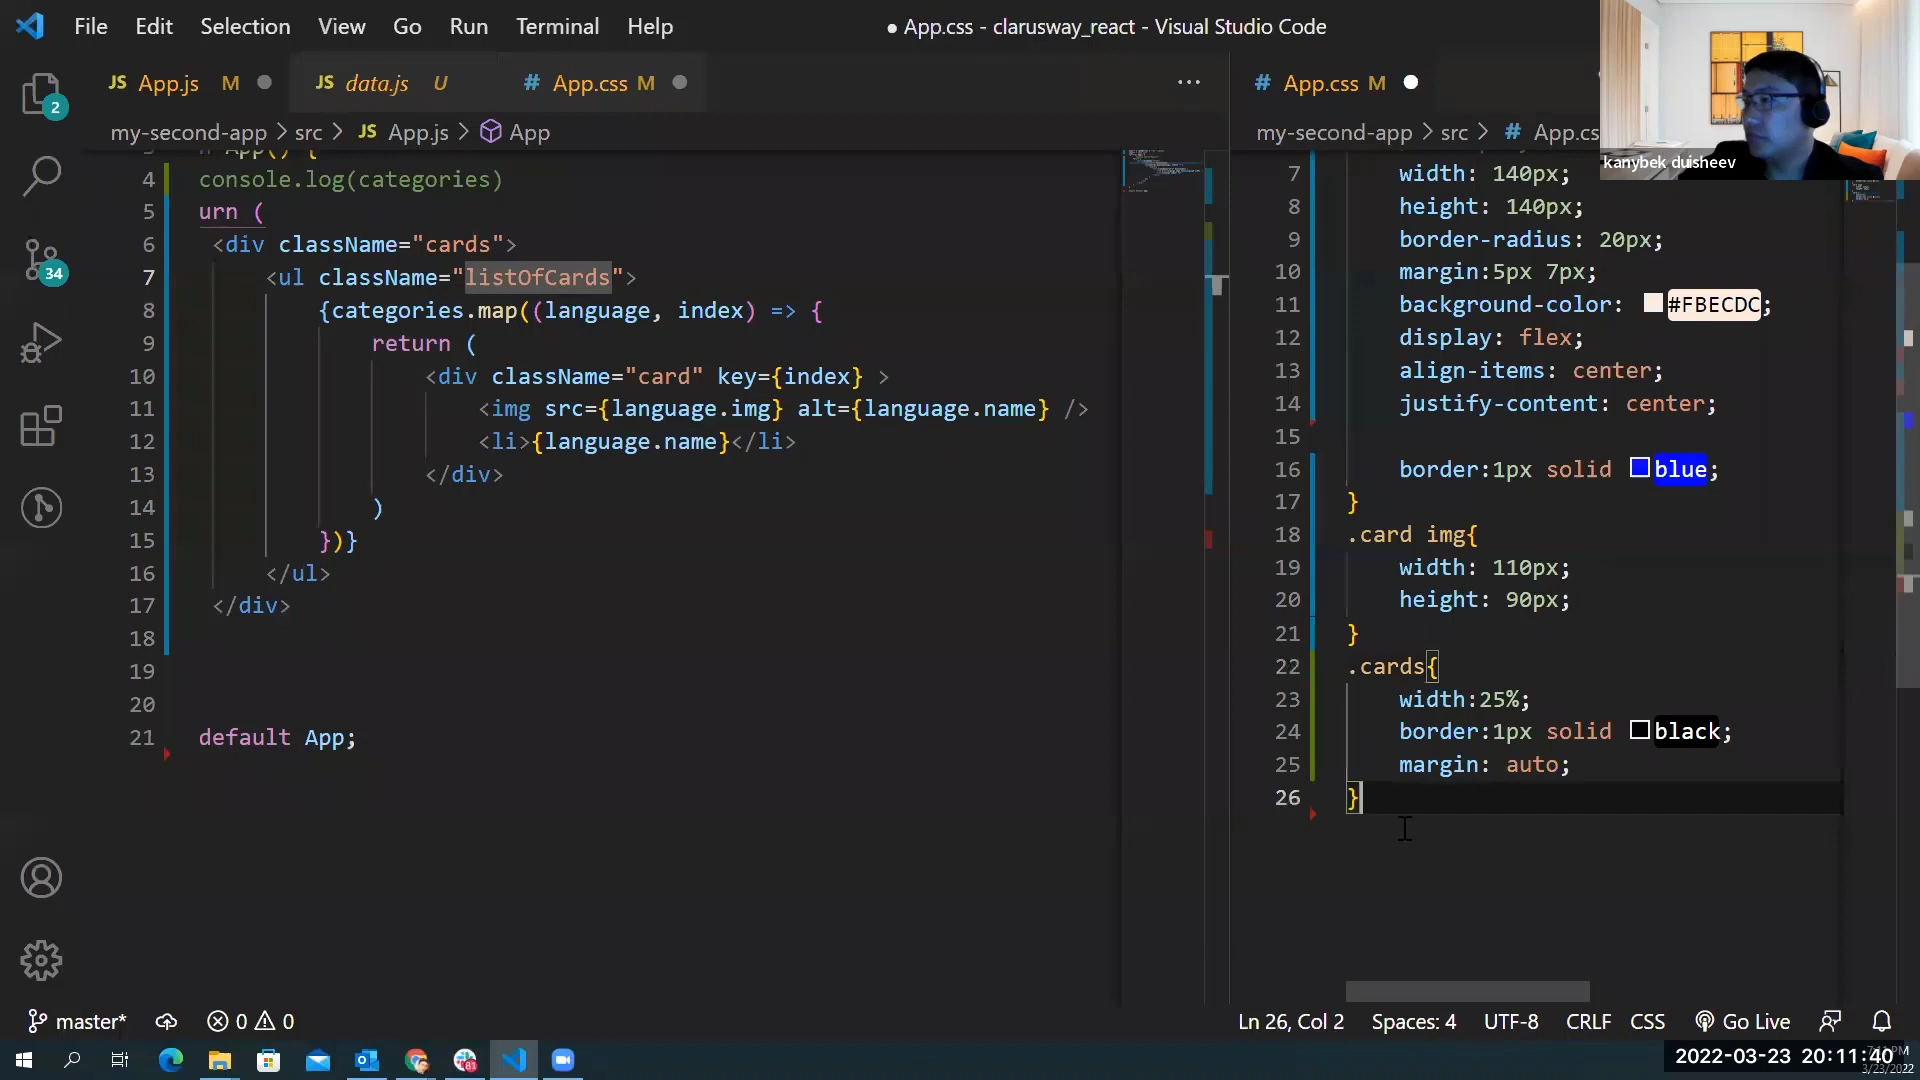 File Edit Selection View Go Run Terminal Help
● App.css - clarusway_react - Visual Studio Code
JS App.js M
JS data.js U
# App.css M
# App.css M
my-second-app > src > JS App.js > App
my-second-app > src > # App.cs
kanybek duisheev
App() {
4 console.log(categories)
5 urn (
6 <div className="cards">
7 <ul className="listOfCards">
8 {categories.map((language, index) => {
9 return (
10 <div className="card" key={index} >
11 <img src={language.img} alt={language.name} />
12 <li>{language.name}</li>
13 </div>
14 )
15 })}
16 </ul>
17 </div>
18
19
20
21 default App;
7 width: 140px;
8 height: 140px;
9 border-radius: 20px;
10 margin:5px 7px;
11 background-color: #FBECDC;
12 display: flex;
13 align-items: center;
14 justify-content: center;
15
16 border:1px solid blue;
17 }
18 .card img{
19 width: 110px;
20 height: 90px;
21 }
22 .cards{
23 width:25%;
24 border:1px solid black;
25 margin: auto;
26 }
2
34
master* 0 0
Ln 26, Col 2 Spaces: 4 UTF-8 CRLF CSS Go Live
81
7:11 PM
2022-03-23 20:11:40
3/23/2022